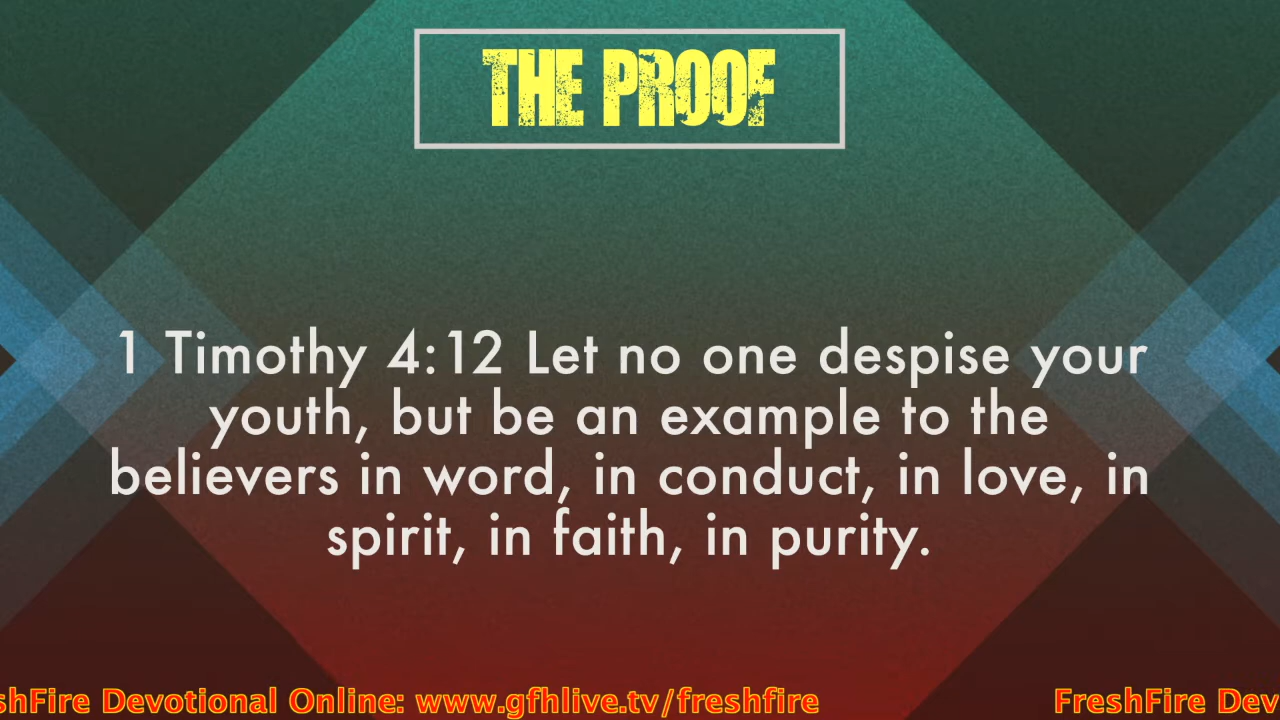 THE PROOF
1 Timothy 4:12 Let no one despise your
youth, but be an example to the
believers in word, in conduct, in love, in
spirit, in faith, in purity.
shFire Devotional Online: www.gfhlive.tv/freshfire FreshFire Dev